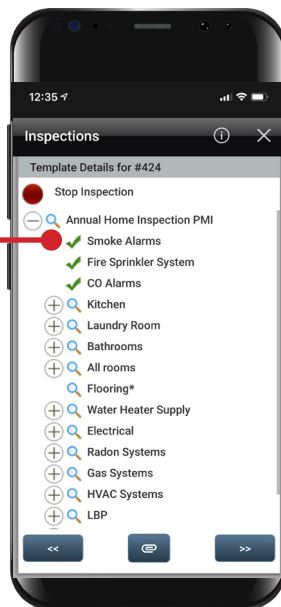 12:35
Inspections
Template Details for #424
Stop Inspection
Annual Home Inspection PMI
Smoke Alarms
Fire Sprinkler System
CO Alarms
Kitchen
Laundry Room
Bathrooms
All rooms
Flooring*
Water Heater Supply
Electrical
Radon Systems
Gas Systems
HVAC Systems
LBP
<< >>